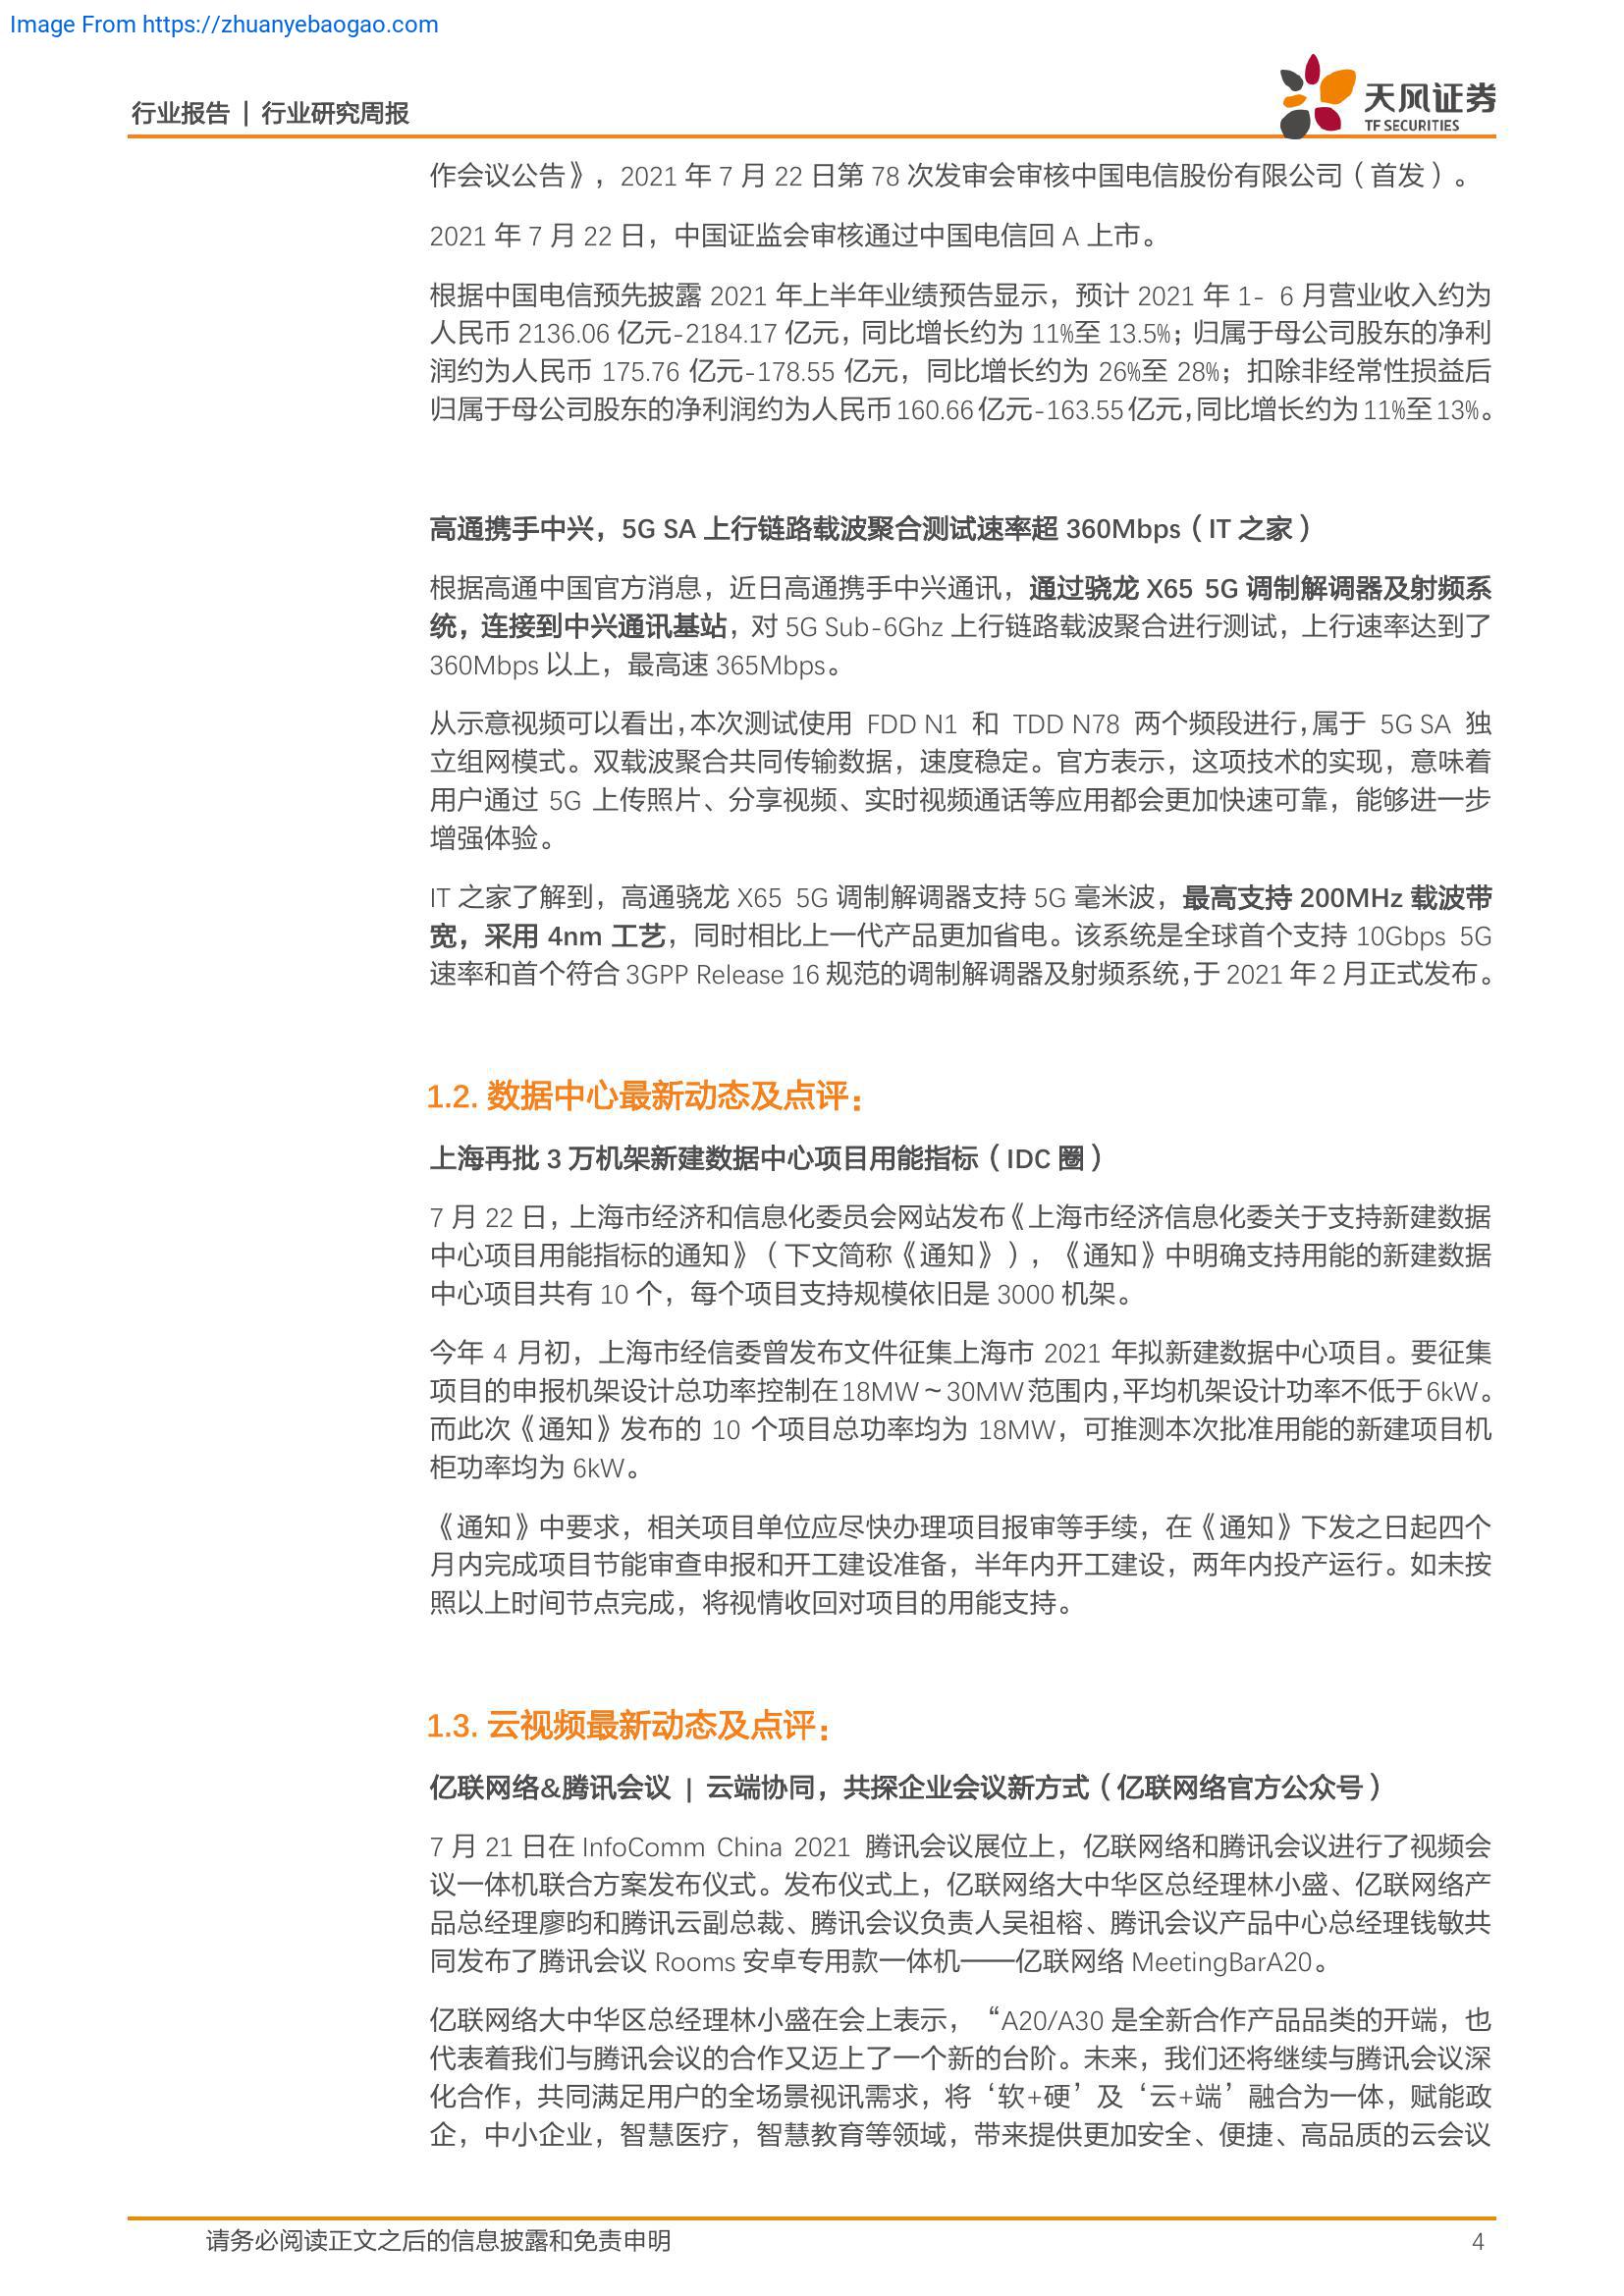 Image From https://zhuanyebaogao.com
行业报告 | 行业研究周报
天风证券
TF SECURITIES
作会议公告》，2021 年 7 月 22 日第 78 次发审会审核中国电信股份有限公司（首发）。
2021 年 7 月 22 日，中国证监会审核通过中国电信回 A 上市。
根据中国电信预先披露 2021 年上半年业绩预告显示，预计 2021 年 1- 6 月营业收入约为
人民币 2136.06 亿元-2184.17 亿元，同比增长约为 11%至 13.5%；归属于母公司股东的净利
润约为人民币 175.76 亿元-178.55 亿元，同比增长约为 26%至 28%；扣除非经常性损益后
归属于母公司股东的净利润约为人民币 160.66 亿元-163.55 亿元，同比增长约为 11%至 13%。
高通携手中兴，5G SA 上行链路载波聚合测试速率超 360Mbps（IT 之家）
根据高通中国官方消息，近日高通携手中兴通讯，通过骁龙 X65 5G 调制解调器及射频系
统，连接到中兴通讯基站，对 5G Sub-6Ghz 上行链路载波聚合进行测试，上行速率达到了
360Mbps 以上，最高速 365Mbps。
从示意视频可以看出，本次测试使用 FDD N1 和 TDD N78 两个频段进行，属于 5G SA 独
立组网模式。双载波聚合共同传输数据，速度稳定。官方表示，这项技术的实现，意味着
用户通过 5G 上传照片、分享视频、实时视频通话等应用都会更加快速可靠，能够进一步
增强体验。
IT 之家了解到，高通骁龙 X65 5G 调制解调器支持 5G 毫米波，最高支持 200MHz 载波带
宽，采用 4nm 工艺，同时相比上一代产品更加省电。该系统是全球首个支持 10Gbps 5G
速率和首个符合 3GPP Release 16 规范的调制解调器及射频系统，于 2021 年 2 月正式发布。
1.2. 数据中心最新动态及点评：
上海再批 3 万机架新建数据中心项目用能指标（IDC 圈）
7 月 22 日，上海市经济和信息化委员会网站发布《上海市经济信息化委关于支持新建数据
中心项目用能指标的通知》（下文简称《通知》），《通知》中明确支持用能的新建数据
中心项目共有 10 个，每个项目支持规模依旧是 3000 机架。
今年 4 月初，上海市经信委曾发布文件征集上海市 2021 年拟新建数据中心项目。要征集
项目的申报机架设计总功率控制在 18MW～30MW 范围内，平均机架设计功率不低于 6kW。
而此次《通知》发布的 10 个项目总功率均为 18MW，可推测本次批准用能的新建项目机
柜功率均为 6kW。
《通知》中要求，相关项目单位应尽快办理项目报审等手续，在《通知》下发之日起四个
月内完成项目节能审查申报和开工建设准备，半年内开工建设，两年内投产运行。如未按
照以上时间节点完成，将视情收回对项目的用能支持。
1.3. 云视频最新动态及点评：
亿联网络&腾讯会议 | 云端协同，共探企业会议新方式（亿联网络官方公众号）
7 月 21 日在 InfoComm China 2021 腾讯会议展位上，亿联网络和腾讯会议进行了视频会
议一体机联合方案发布仪式。发布仪式上，亿联网络大中华区总经理林小盛、亿联网络产
品总经理廖昀和腾讯云副总裁、腾讯会议负责人吴祖榕、腾讯会议产品中心总经理钱敏共
同发布了腾讯会议 Rooms 安卓专用款一体机——亿联网络 MeetingBarA20。
亿联网络大中华区总经理林小盛在会上表示，“A20/A30 是全新合作产品品类的开端，也
代表着我们与腾讯会议的合作又迈上了一个新的台阶。未来，我们还将继续与腾讯会议深
化合作，共同满足用户的全场景视讯需求，将‘软+硬’及‘云+端’融合为一体，赋能政
企，中小企业，智慧医疗，智慧教育等领域，带来提供更加安全、便捷、高品质的云会议
请务必阅读正文之后的信息披露和免责申明
4